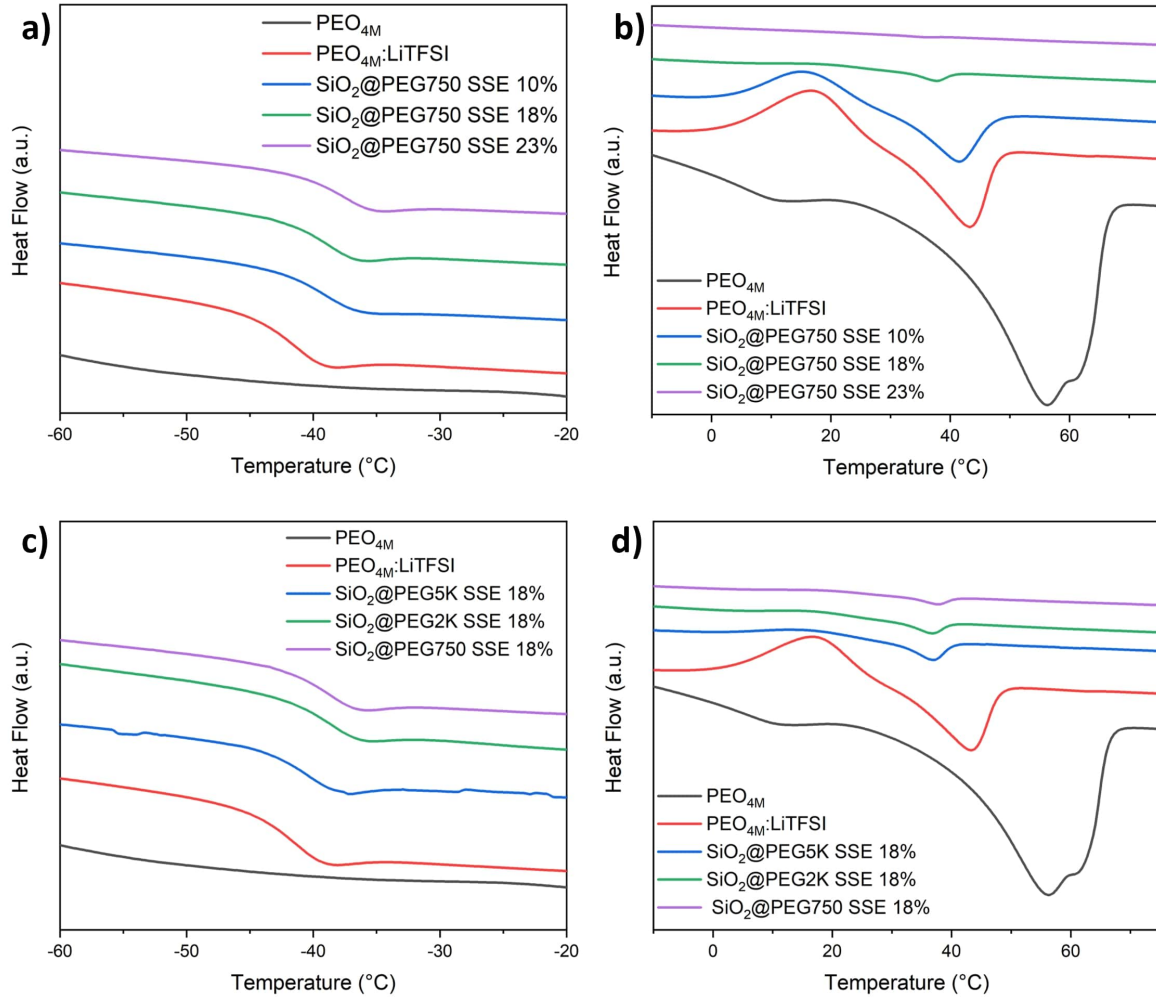 a)
PEO4M
PEO4M:LiTFSI
SiO2@PEG750 SSE 10%
SiO2@PEG750 SSE 18%
SiO2@PEG750 SSE 23%
Heat Flow (a.u.)
-60
-50
-40
-30
-20
Temperature (°C)
b)
Heat Flow (a.u.)
PEO4M
PEO4M:LiTFSI
SiO2@PEG750 SSE 10%
SiO2@PEG750 SSE 18%
SiO2@PEG750 SSE 23%
0
20
40
60
Temperature (°C)
c)
PEO4M
PEO4M:LiTFSI
SiO2@PEG5K SSE 18%
SiO2@PEG2K SSE 18%
SiO2@PEG750 SSE 18%
Heat Flow (a.u.)
-60
-50
-40
-30
-20
Temperature (°C)
d)
Heat Flow (a.u.)
PEO4M
PEO4M:LiTFSI
SiO2@PEG5K SSE 18%
SiO2@PEG2K SSE 18%
SiO2@PEG750 SSE 18%
0
20
40
60
Temperature (°C)